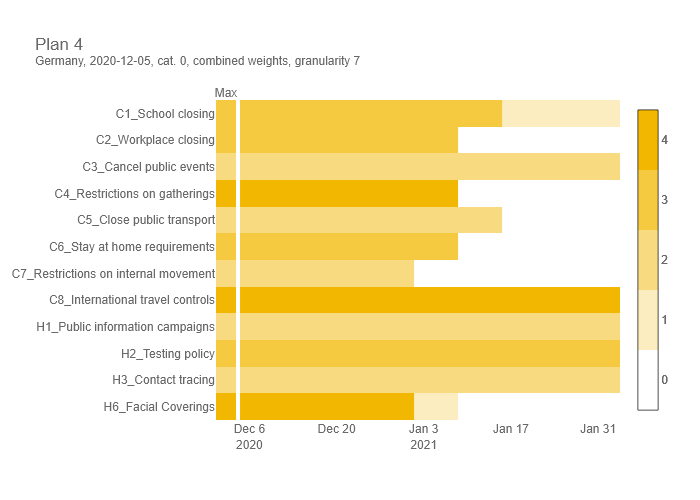 Plan 4
Germany, 2020-12-05, cat. 0, combined weights, granularity 7
Max
C1_School closing
C2_Workplace closing
C3_Cancel public events
C4_Restrictions on gatherings
C5_Close public transport
C6_Stay at home requirements
C7_Restrictions on internal movement
C8_International travel controls
H1_Public information campaigns
H2_Testing policy
H3_Contact tracing
H6_Facial Coverings
4
3
2
1
0
Dec 6 Dec 20 Jan 3 Jan 17 Jan 31
2020 2021